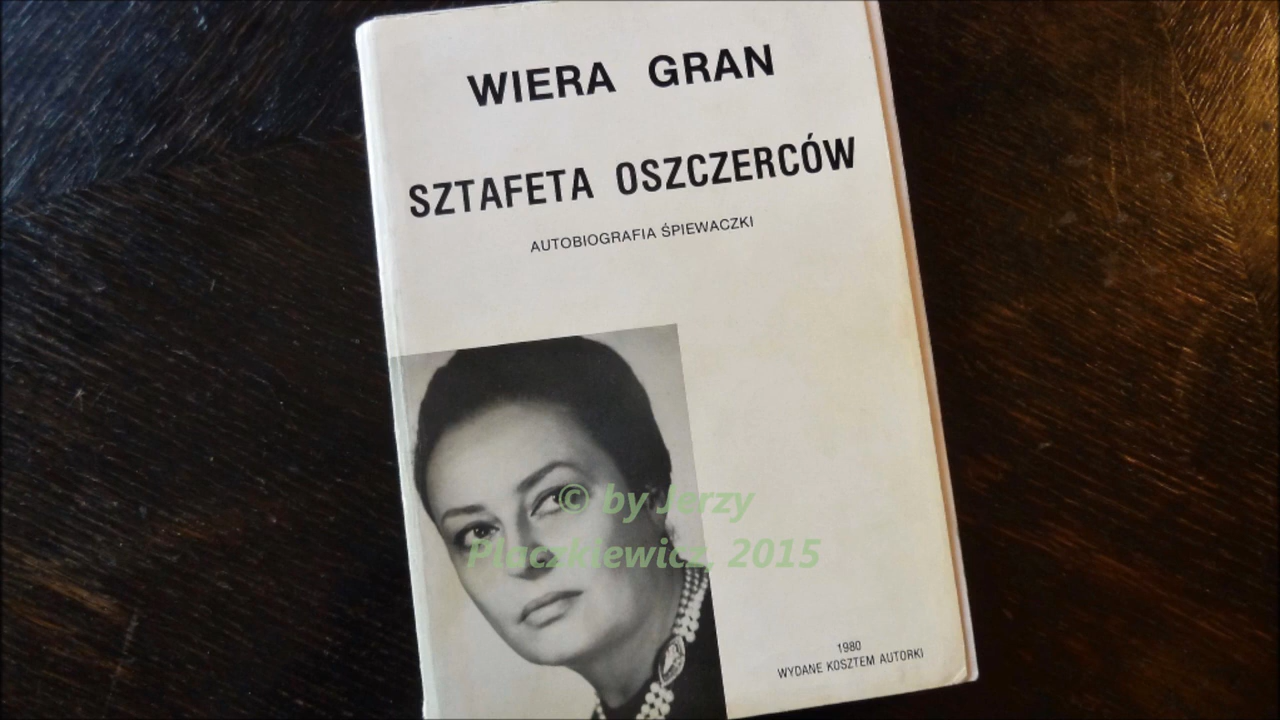 WIERA GRAN
SZTAFETA OSZCZERCÓW
AUTOBIOGRAFIA ŚPIEWACZKI
© by Jerzy
Placzkiewicz, 2015
1980
WYDANE KOSZTEM AUTORKI